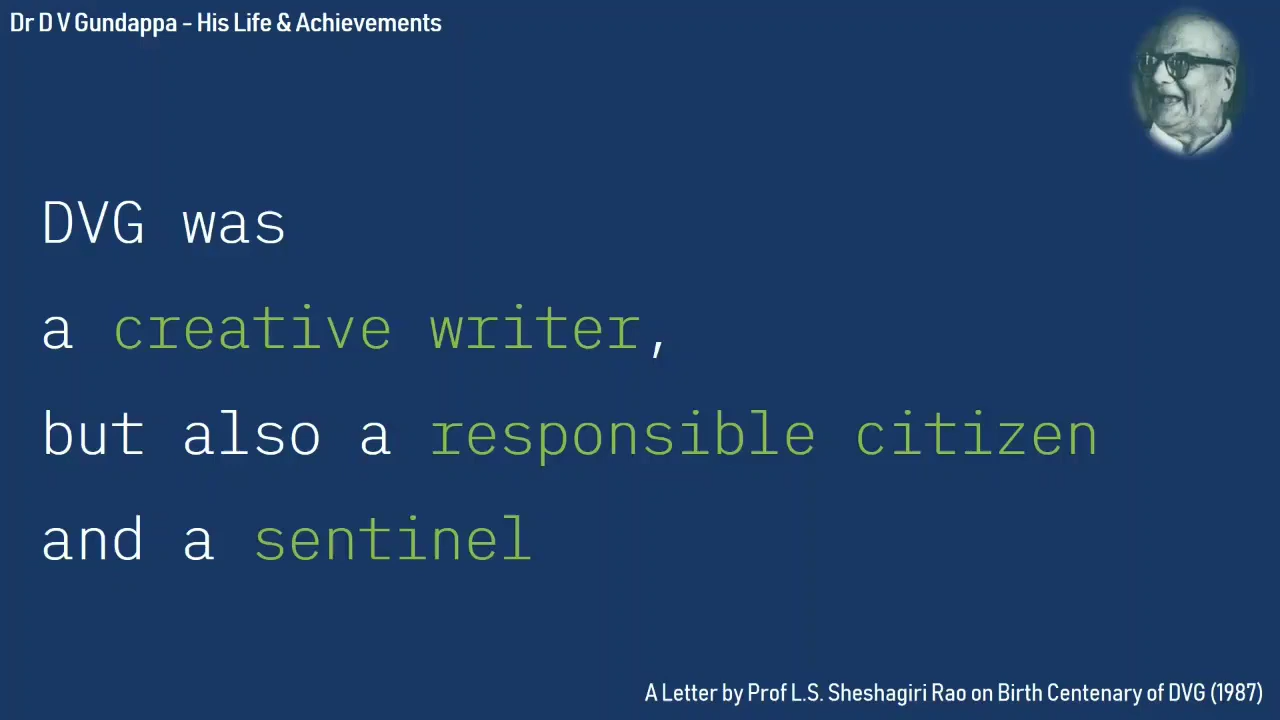 Dr D V Gundappa - His Life & Achievements
DVG was
a creative writer,
but also a responsible citizen
and a sentinel
A Letter by Prof L.S. Sheshagiri Rao on Birth Centenary of DVG (1987)